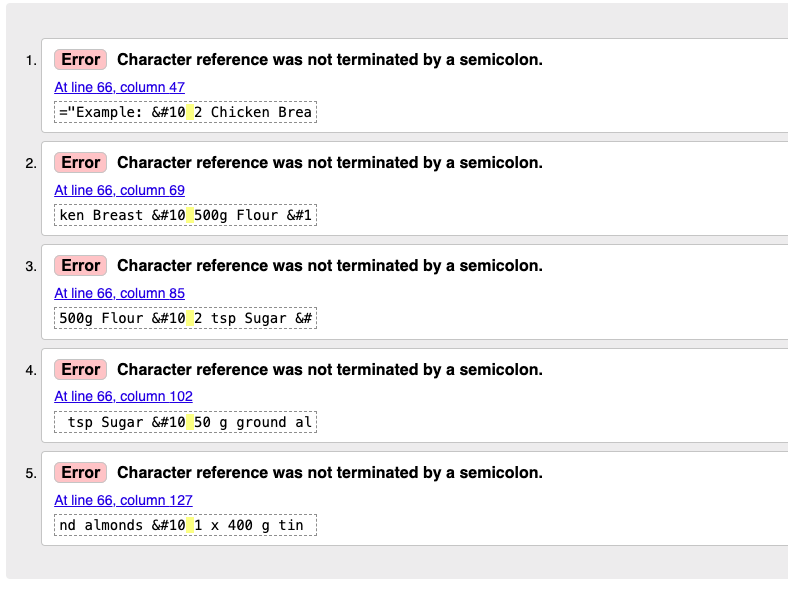 1. Error Character reference was not terminated by a semicolon.
At line 66, column 47
="Example: &#10 2 Chicken Brea
2. Error Character reference was not terminated by a semicolon.
At line 66, column 69
ken Breast &#10 500g Flour &#1
3. Error Character reference was not terminated by a semicolon.
At line 66, column 85
500g Flour &#10 2 tsp Sugar &#
4. Error Character reference was not terminated by a semicolon.
At line 66, column 102
tsp Sugar &#10 50 g ground al
5. Error Character reference was not terminated by a semicolon.
At line 66, column 127
nd almonds &#10 1 x 400 g tin